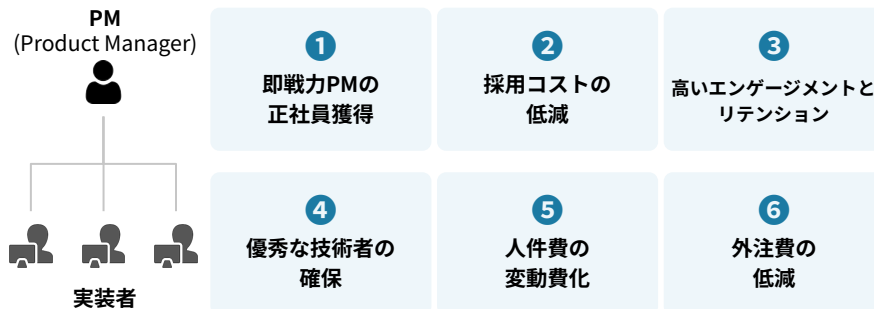 PM
(Product Manager)
実装者
1
即戦力PMの
正社員獲得
2
採用コストの
低減
3
高いエンゲージメントと
リテンション
4
優秀な技術者の
確保
5
人件費の
変動費化
6
外注費の
低減